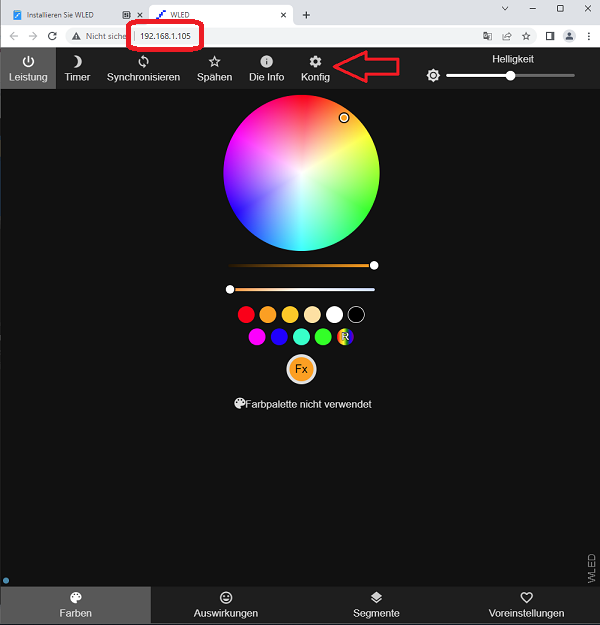 Installieren Sie WLED
WLED
Nicht siche
192.168.1.105
Leistung
Timer
Synchronisieren
Spähen
Die Info
Konfig
Helligkeit
R
Fx
Farbpalette nicht verwendet
WLED
Farben
Auswirkungen
Segmente
Voreinstellungen